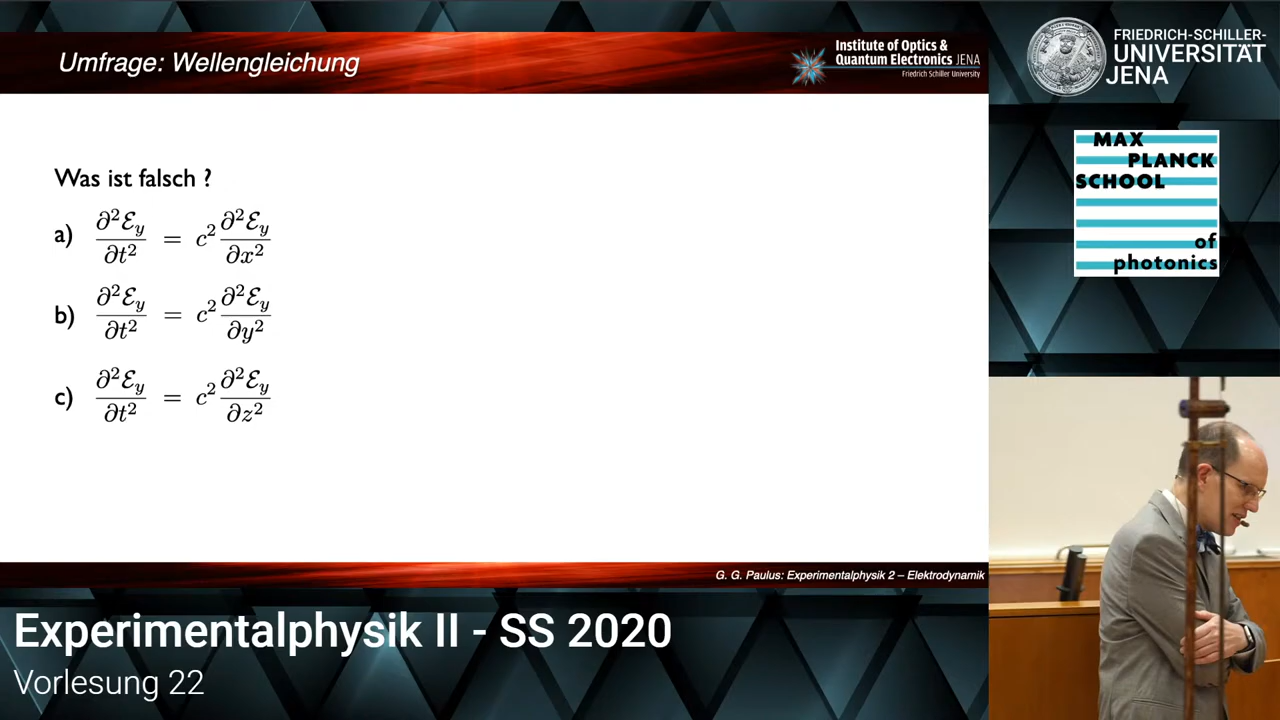 Umfrage: Wellengleichung
Institute of Optics &
Quantum Electronics JENA
Friedrich Schiller University
FRIEDRICH-SCHILLER-
UNIVERSITÄT
JENA
MAX
PLANCK
SCHOOL
of
photonics
Was ist falsch ?
a) ∂²ℰ_y/∂t² = c² ∂²ℰ_y/∂x²
b) ∂²ℰ_y/∂t² = c² ∂²ℰ_y/∂y²
c) ∂²ℰ_y/∂t² = c² ∂²ℰ_y/∂z²
G. G. Paulus: Experimentalphysik 2 – Elektrodynamik
Experimentalphysik II - SS 2020
Vorlesung 22